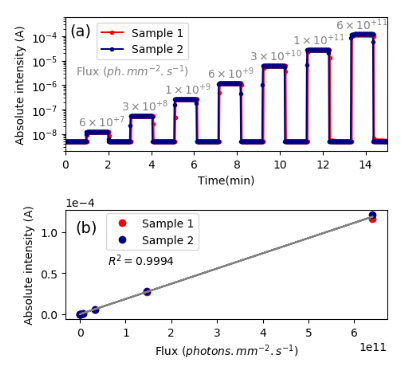 (a)
Sample 1
Sample 2
Flux (ph.mm⁻².s⁻¹)
6×10⁺⁷
3×10⁺⁸
1×10⁺⁹
6×10⁺⁹
3×10⁺¹⁰
1×10⁺¹¹
6×10⁺¹¹
Absolute intensity (A)
10⁻⁴
10⁻⁵
10⁻⁶
10⁻⁷
10⁻⁸
0 2 4 6 8 10 12 14
Time(min)
1e−4
(b)
Sample 1
Sample 2
R² = 0.9994
Absolute intensity (A)
1.0
0.5
0.0
0 1 2 3 4 5 6
1e11
Flux (photons.mm⁻².s⁻¹)